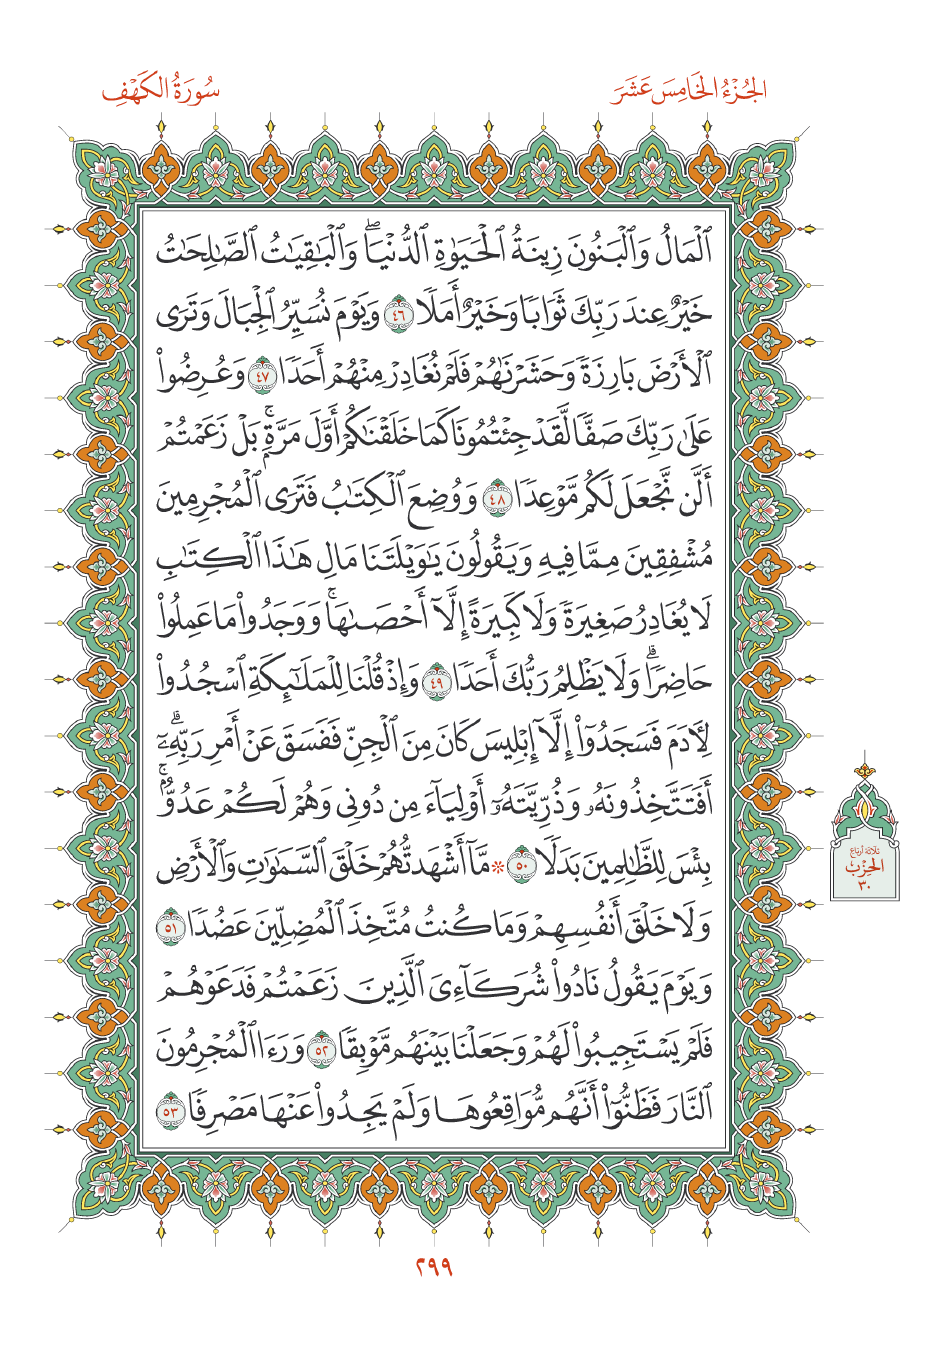 الجُزْءُ الخَامِسَ عَشَرَ
سُورَةُ الكَهْفِ
ٱلۡمَالُ وَٱلۡبَنُونَ زِينَةُ ٱلۡحَيَوٰةِ ٱلدُّنۡيَاۖ وَٱلۡبَٰقِيَٰتُ ٱلصَّٰلِحَٰتُ
خَيۡرٌ عِندَ رَبِّكَ ثَوَابٗا وَخَيۡرٌ أَمَلٗا ٤٦ وَيَوۡمَ نُسَيِّرُ ٱلۡجِبَالَ وَتَرَى
ٱلۡأَرۡضَ بَارِزَةٗ وَحَشَرۡنَٰهُمۡ فَلَمۡ نُغَادِرۡ مِنۡهُمۡ أَحَدٗا ٤٧ وَعُرِضُواْ
عَلَىٰ رَبِّكَ صَفّٗا لَّقَدۡ جِئۡتُمُونَا كَمَا خَلَقۡنَٰكُمۡ أَوَّلَ مَرَّةِۭۚ بَلۡ زَعَمۡتُمۡ
أَلَّن نَّجۡعَلَ لَكُم مَّوۡعِدٗا ٤٨ وَوُضِعَ ٱلۡكِتَٰبُ فَتَرَى ٱلۡمُجۡرِمِينَ
مُشۡفِقِينَ مِمَّا فِيهِ وَيَقُولُونَ يَٰوَيۡلَتَنَا مَالِ هَٰذَا ٱلۡكِتَٰبِ
لَا يُغَادِرُ صَغِيرَةٗ وَلَا كَبِيرَةً إِلَّآ أَحۡصَىٰهَاۚ وَوَجَدُواْ مَا عَمِلُواْ
حَاضِرٗاۗ وَلَا يَظۡلِمُ رَبُّكَ أَحَدٗا ٤٩ وَإِذۡ قُلۡنَا لِلۡمَلَٰٓئِكَةِ ٱسۡجُدُواْ
لِأٓدَمَ فَسَجَدُوٓاْ إِلَّآ إِبۡلِيسَ كَانَ مِنَ ٱلۡجِنِّ فَفَسَقَ عَنۡ أَمۡرِ رَبِّهِۦٓۗ
أَفَتَتَّخِذُونَهُۥ وَذُرِّيَّتَهُۥٓ أَوۡلِيَآءَ مِن دُونِي وَهُمۡ لَكُمۡ عَدُوُّۢۚ
بِئۡسَ لِلظَّٰلِمِينَ بَدَلٗا ٥٠ * مَّآ أَشۡهَدتُّهُمۡ خَلۡقَ ٱلسَّمَٰوَٰتِ وَٱلۡأَرۡضِ
وَلَا خَلۡقَ أَنفُسِهِمۡ وَمَا كُنتُ مُتَّخِذَ ٱلۡمُضِلِّينَ عَضُدٗا ٥١
وَيَوۡمَ يَقُولُ نَادُواْ شُرَكَآءِيَ ٱلَّذِينَ زَعَمۡتُمۡ فَدَعَوۡهُمۡ
فَلَمۡ يَسۡتَجِيبُواْ لَهُمۡ وَجَعَلۡنَا بَيۡنَهُم مَّوۡبِقٗا ٥٢ وَرَءَا ٱلۡمُجۡرِمُونَ
ٱلنَّارَ فَظَنُّوٓاْ أَنَّهُم مُّوَاقِعُوهَا وَلَمۡ يَجِدُواْ عَنۡهَا مَصۡرِفٗا ٥٣
ثلاثة أرباع
الحِزْب
٣٠
٢٩٩